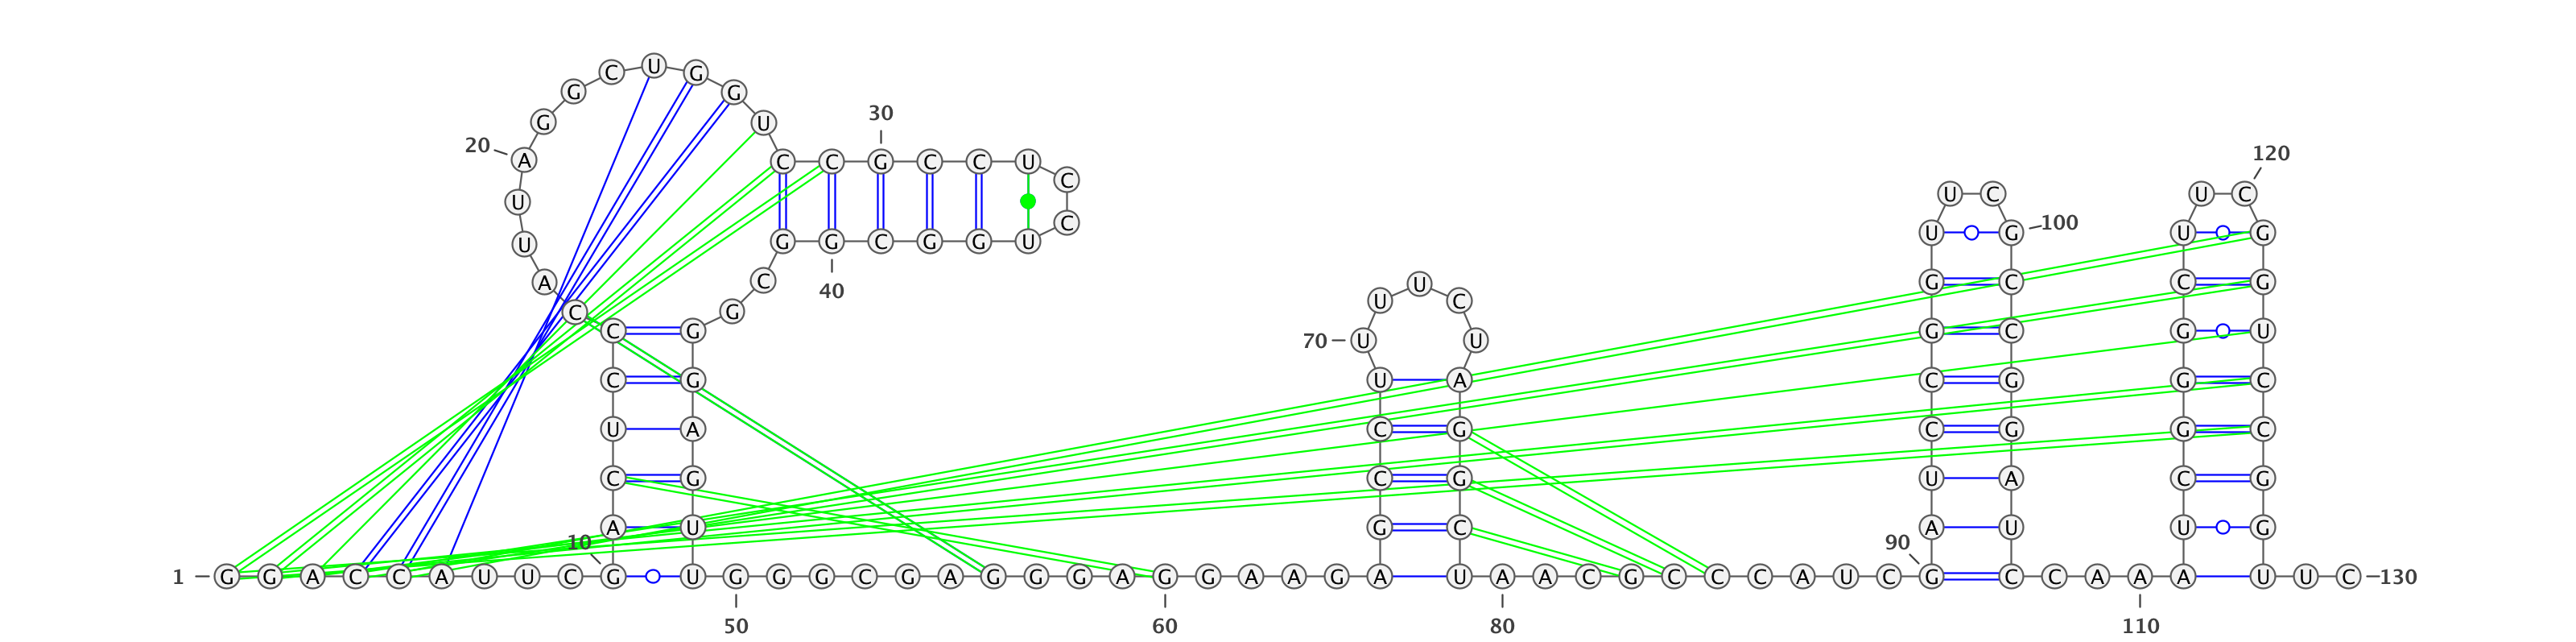 1
G G A C C A U U C
10
G A C U C C C A U U
20
A G G C U G G U C C
30
G C C U C C U G G C
40
G G C G G G A G U U
50
G G G C G A G G G A
60
G G A A G A G C C U
70
U U U C U A G G C U
80
A A C G C C C A U C
90
G A U C C G G U U C
100
G C C G G A U C C A
110
A A U C G G G C U U
120
C G G U C C G G U U C
130